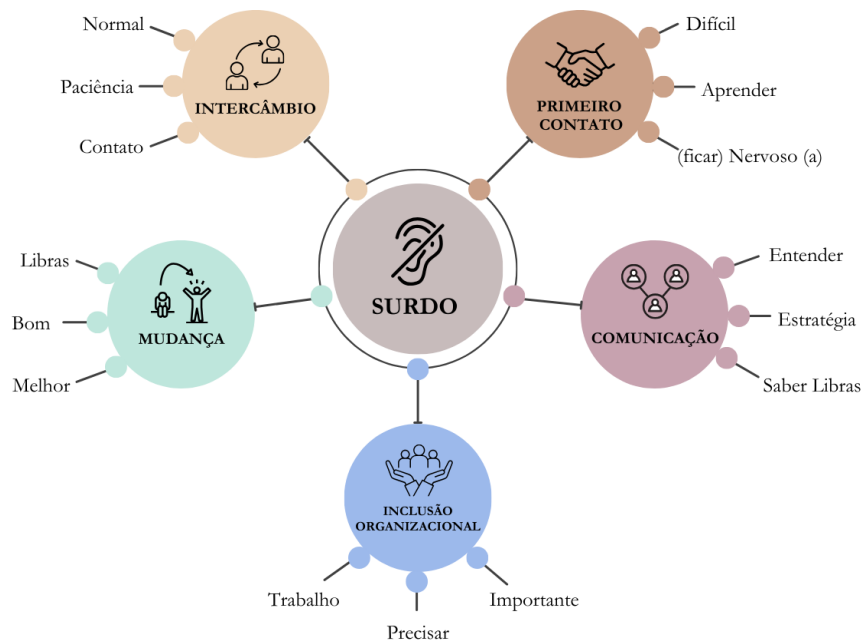 Normal
Paciência
Contato
INTERCÂMBIO
PRIMEIRO
CONTATO
Difícil
Aprender
(ficar) Nervoso (a)
SURDO
Libras
Bom
Melhor
MUDANÇA
COMUNICAÇÃO
Entender
Estratégia
Saber Libras
INCLUSÃO
ORGANIZACIONAL
Trabalho
Precisar
Importante